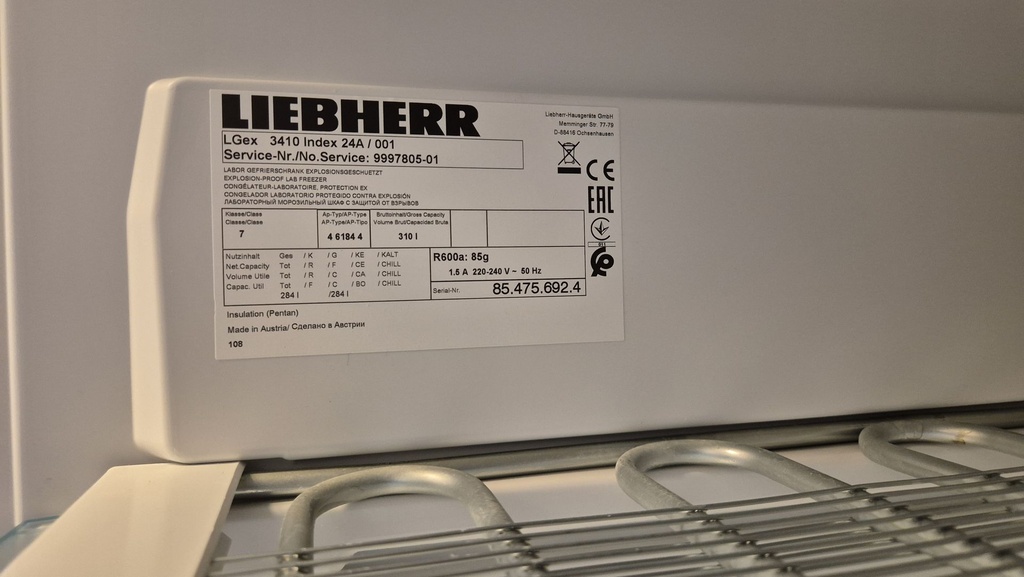 LIEBHERR
Liebherr-Hausgeräte GmbH
Memminger Str. 77-79
D-88416 Ochsenhausen
LGex 3410 Index 24A / 001
Service-Nr./No.Service: 9997805-01
LABOR GEFRIERSCHRANK EXPLOSIONSGESCHUETZT
EXPLOSION-PROOF LAB FREEZER
CONGÉLATEUR-LABORATOIRE, PROTECTION EX
CONGELADOR LABORATORIO PROTEGIDO CONTRA EXPLOSIÓN
ЛАБОРАТОРНЫЙ МОРОЗИЛЬНЫЙ ШКАФ С ЗАЩИТОЙ ОТ ВЗРЫВОВ
CE
EAC
Klasse/Class
Classe/Clase
7
Ap-Typ/AP-Type
AP-Type/AP-Tipo
4 6184 4
Bruttoinhalt/Gross Capacity
Volume Brut/Capacidad Bruta
310 l
Nutzinhalt Ges / K / G / KE / KALT
Net.Capacity Tot / R / F / CE / CHILL
Volume Utile Tot / R / C / CA / CHILL
Capac. Util Tot / F / C / BO / CHILL
284 l /284 l
R600a: 85g
1.5 A 220-240 V ~ 50 Hz
Serial-Nr. 85.475.692.4
Insulation (Pentan)
Made in Austria/ Сделано в Австрии
108